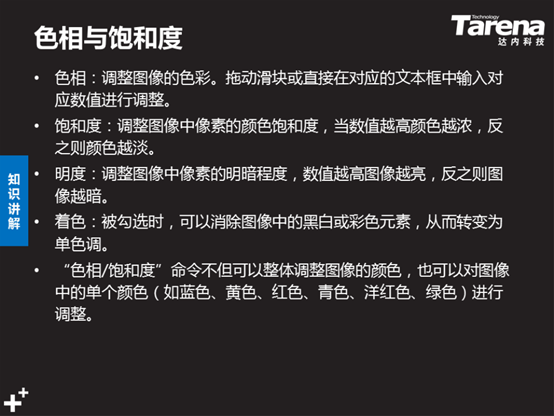 色相与饱和度
Technology
Tarena
达内科技
• 色相：调整图像的色彩。拖动滑块或直接在对应的文本框中输入对
应数值进行调整。
• 饱和度：调整图像中像素的颜色饱和度，当数值越高颜色越浓，反
之则颜色越淡。
• 明度：调整图像中像素的明暗程度，数值越高图像越亮，反之则图
像越暗。
• 着色：被勾选时，可以消除图像中的黑白或彩色元素，从而转变为
单色调。
• “色相/饱和度”命令不但可以整体调整图像的颜色，也可以对图像
中的单个颜色（如蓝色、黄色、红色、青色、洋红色、绿色）进行
调整。
知识讲解